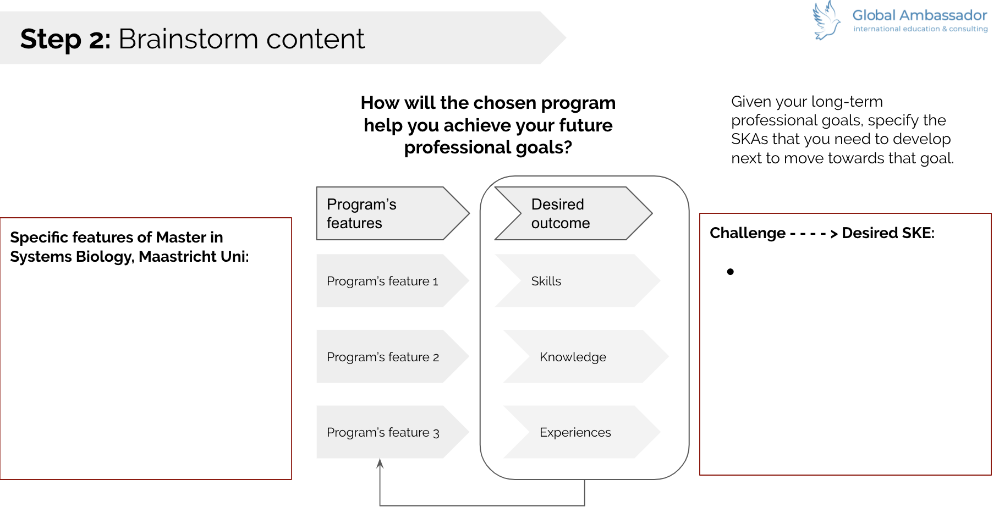 Global Ambassador
international education & consulting
Step 2: Brainstorm content
How will the chosen program
help you achieve your future
professional goals?
Given your long-term
professional goals, specify the
SKAs that you need to develop
next to move towards that goal.
Specific features of Master in
Systems Biology, Maastricht Uni:
Program's
features
Desired
outcome
Program's feature 1
Skills
Program's feature 2
Knowledge
Program's feature 3
Experiences
Challenge - - - - > Desired SKE:
●